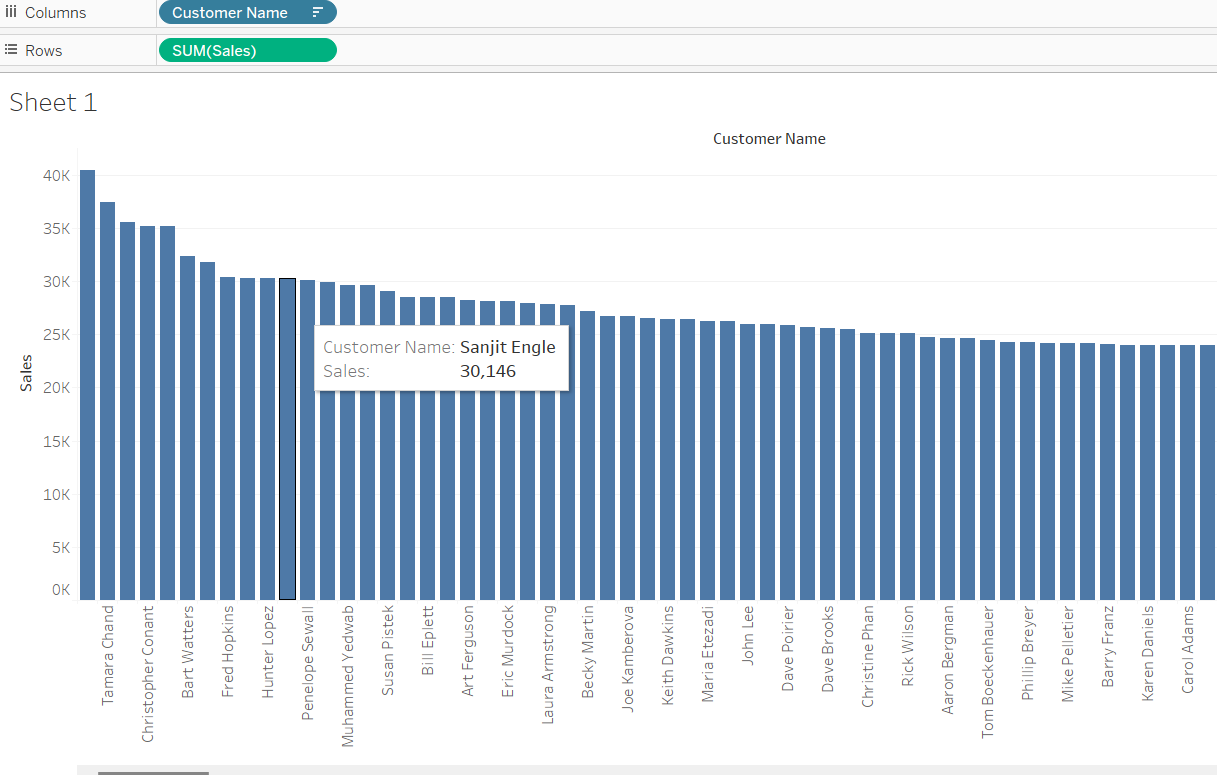 Columns
Customer Name
Rows
SUM(Sales)
Sheet 1
Customer Name
40K
35K
30K
25K
20K
15K
10K
5K
0K
Sales
Customer Name: Sanjit Engle
Sales: 30,146
Tamara Chand
Christopher Conant
Bart Watters
Fred Hopkins
Hunter Lopez
Penelope Sewall
Muhammed Yedwab
Susan Pistek
Bill Eplett
Art Ferguson
Eric Murdock
Laura Armstrong
Becky Martin
Joe Kamberova
Keith Dawkins
Maria Etezadi
John Lee
Dave Poirier
Dave Brooks
Christine Phan
Rick Wilson
Aaron Bergman
Tom Boeckenhauer
Phillip Breyer
Mike Pelletier
Barry Franz
Karen Daniels
Carol Adams